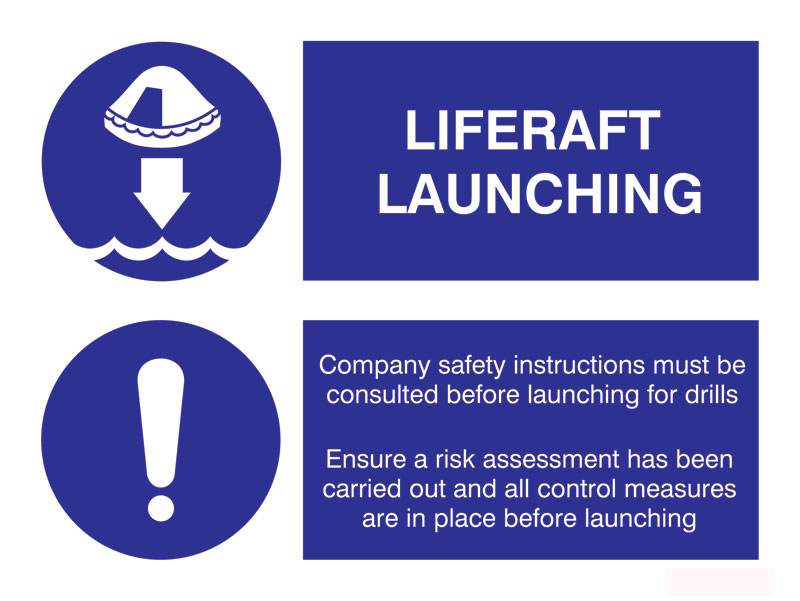 LIFERAFT
LAUNCHING
Company safety instructions must be
consulted before launching for drills
Ensure a risk assessment has been
carried out and all control measures
are in place before launching